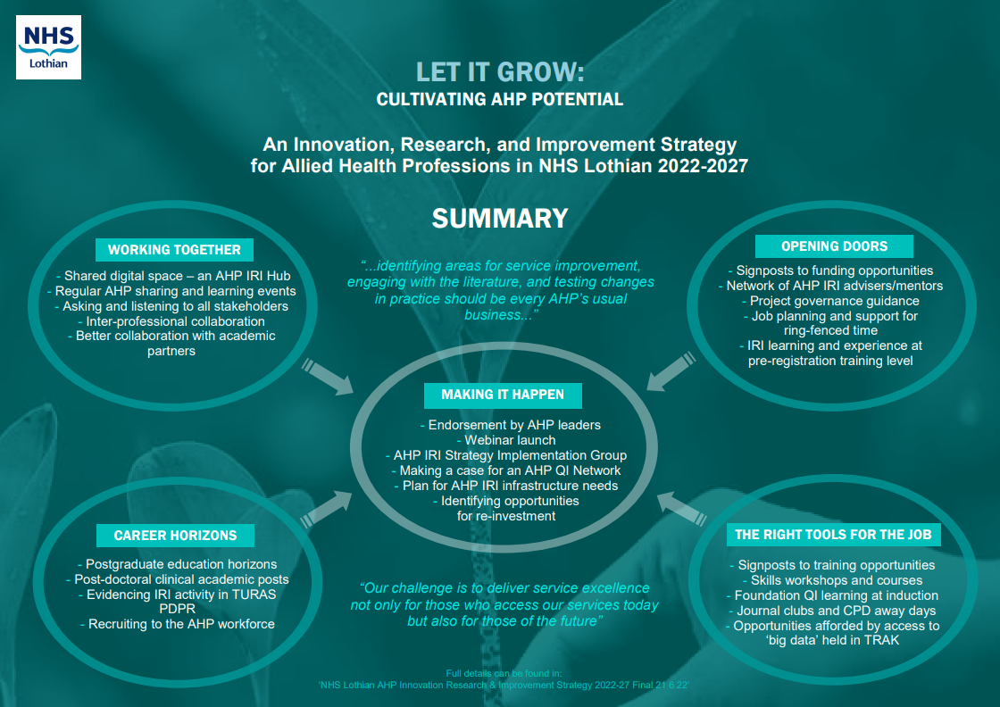 NHS
Lothian
LET IT GROW:
CULTIVATING AHP POTENTIAL
An Innovation, Research, and Improvement Strategy
for Allied Health Professions in NHS Lothian 2022-2027
SUMMARY
WORKING TOGETHER
- Shared digital space – an AHP IRI Hub
- Regular AHP sharing and learning events
- Asking and listening to all stakeholders
- Inter-professional collaboration
- Better collaboration with academic
partners
“...identifying areas for service improvement,
engaging with the literature, and testing changes
in practice should be every AHP’s usual
business...”
OPENING DOORS
- Signposts to funding opportunities
- Network of AHP IRI advisers/mentors
- Project governance guidance
- Job planning and support for
ring-fenced time
- IRI learning and experience at
pre-registration training level
MAKING IT HAPPEN
- Endorsement by AHP leaders
- Webinar launch
- AHP IRI Strategy Implementation Group
- Making a case for an AHP QI Network
- Plan for AHP IRI infrastructure needs
- Identifying opportunities
for re-investment
CAREER HORIZONS
- Postgraduate education horizons
- Post-doctoral clinical academic posts
- Evidencing IRI activity in TURAS
PDPR
- Recruiting to the AHP workforce
“Our challenge is to deliver service excellence
not only for those who access our services today
but also for those of the future”
THE RIGHT TOOLS FOR THE JOB
- Signposts to training opportunities
- Skills workshops and courses
- Foundation QI learning at induction
- Journal clubs and CPD away days
- Opportunities afforded by access to
‘big data’ held in TRAK
Full details can be found in:
‘NHS Lothian AHP Innovation Research & Improvement Strategy 2022-27 Final 21 6 22’